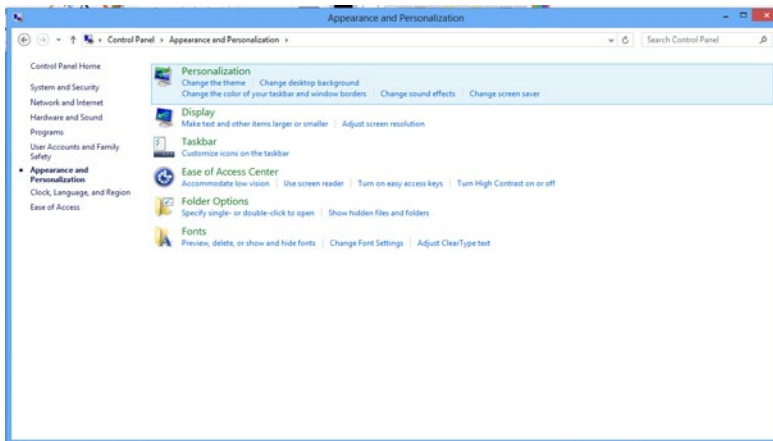 Appearance and Personalization
Control Panel Appearance and Personalization
Search Control Panel
Control Panel Home
System and Security
Network and Internet
Hardware and Sound
Programs
User Accounts and Family
Safety
Appearance and
Personalization
Clock, Language, and Region
Ease of Access
Personalization
Change the theme Change desktop background
Change the color of your taskbar and window borders Change sound effects Change screen saver
Display
Make text and other items larger or smaller Adjust screen resolution
Taskbar
Customize icons on the taskbar
Ease of Access Center
Accommodate low vision Use screen reader Turn on easy access keys Turn High Contrast on or off
Folder Options
Specify single- or double-click to open Show hidden files and folders
Fonts
Preview, delete, or show and hide fonts Change Font Settings Adjust ClearType text